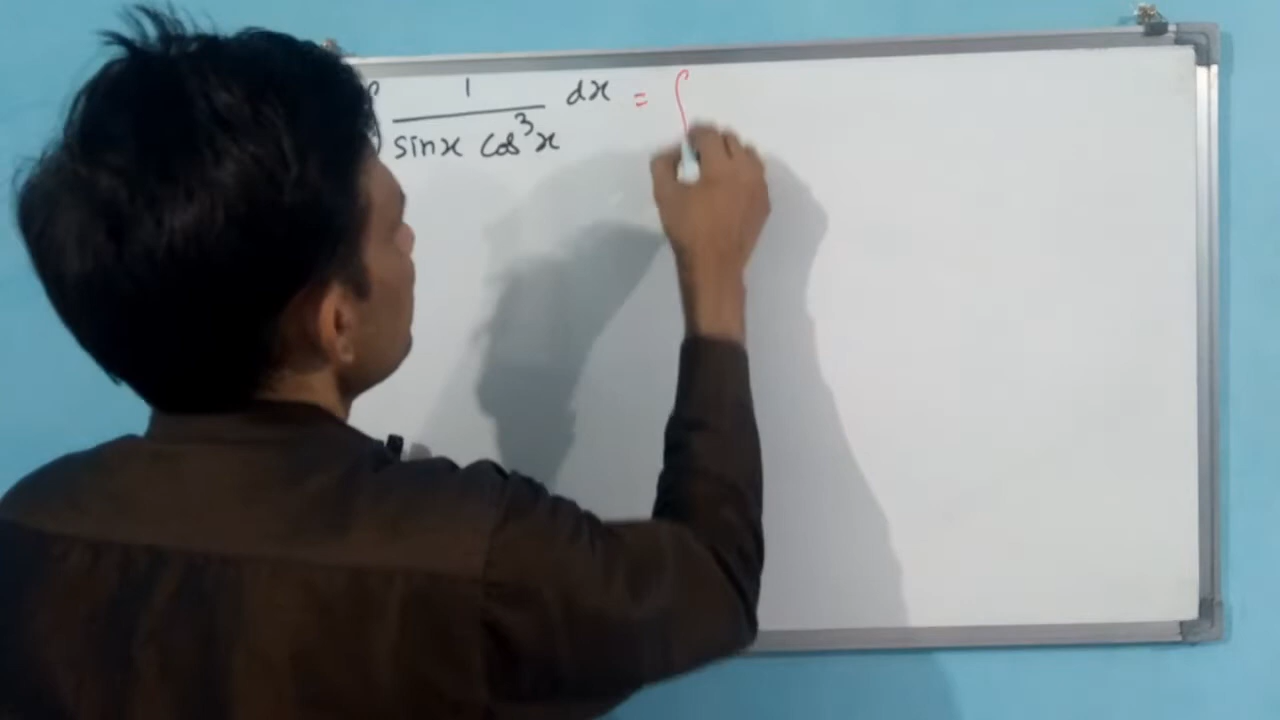 ∫ 1/(sinx cos³x) dx = ∫